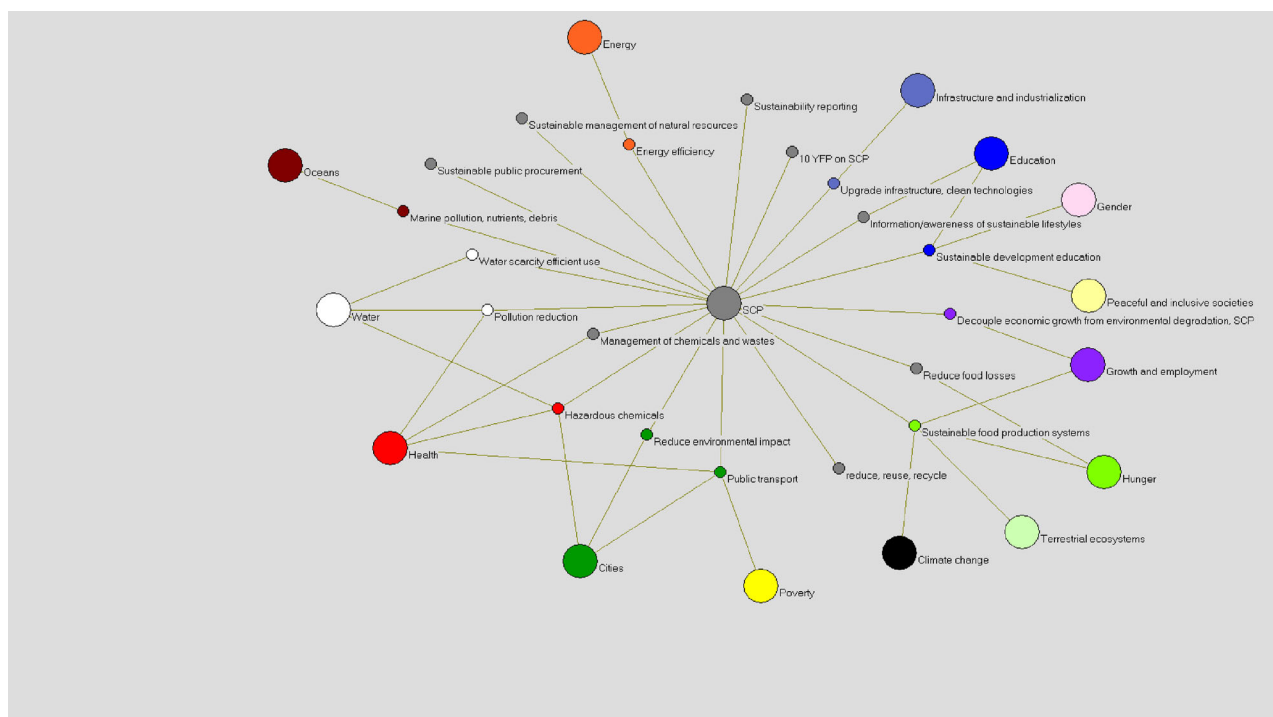 Energy
Infrastructure and industrialization
Sustainability reporting
Sustainable management of natural resources
Energy efficiency
10 YFP on SCP
Education
Oceans
Sustainable public procurement
Upgrade infrastructure, clean technologies
Gender
Marine pollution, nutrients, debris
Information/awareness of sustainable lifestyles
Sustainable development education
Water scarcity efficient use
Peaceful and inclusive societies
SCP
Water
Pollution reduction
Decouple economic growth from environmental degradation, SCP
Management of chemicals and wastes
Growth and employment
Reduce food losses
Hazardous chemicals
Sustainable food production systems
Reduce environmental impact
Health
reduce, reuse, recycle
Public transport
Hunger
Terrestrial ecosystems
Climate change
Cities
Poverty